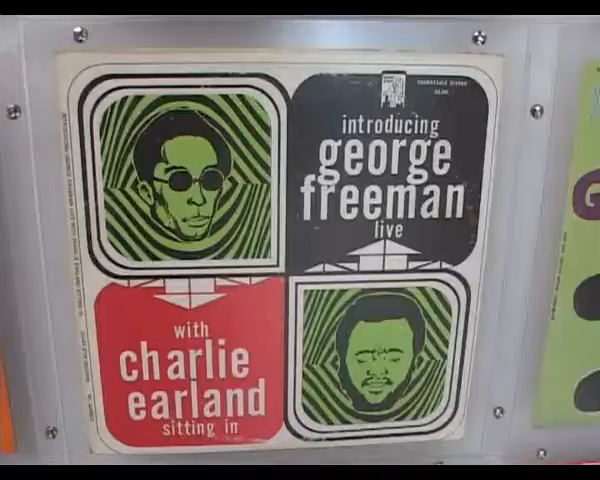 introducing
george
freeman
live
with
charlie
earland
sitting in